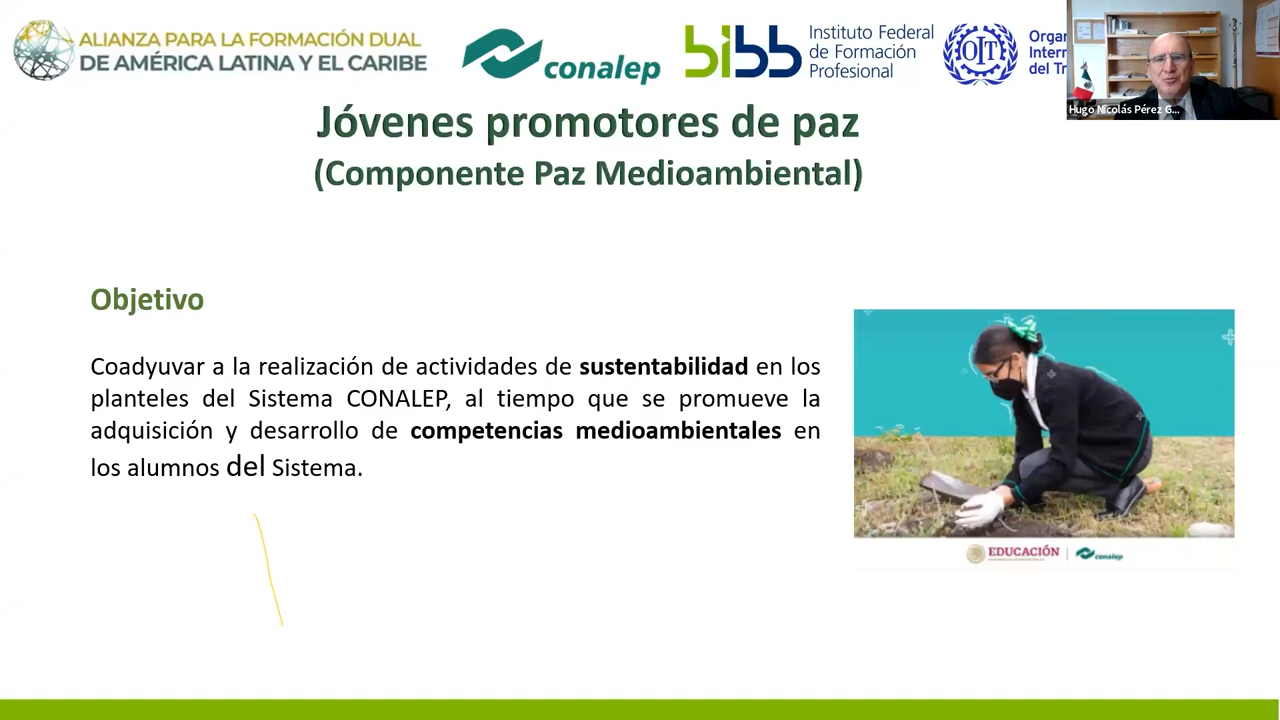 ALIANZA PARA LA FORMACIÓN DUAL
DE AMÉRICA LATINA Y EL CARIBE
conalep
bibb
Instituto Federal
de Formación
Profesional
OIT
Hugo Nicolás Pérez G...
Jóvenes promotores de paz
(Componente Paz Medioambiental)
Objetivo
Coadyuvar a la realización de actividades de sustentabilidad en los
planteles del Sistema CONALEP, al tiempo que se promueve la
adquisición y desarrollo de competencias medioambientales en
los alumnos del Sistema.
EDUCACIÓN
conalep